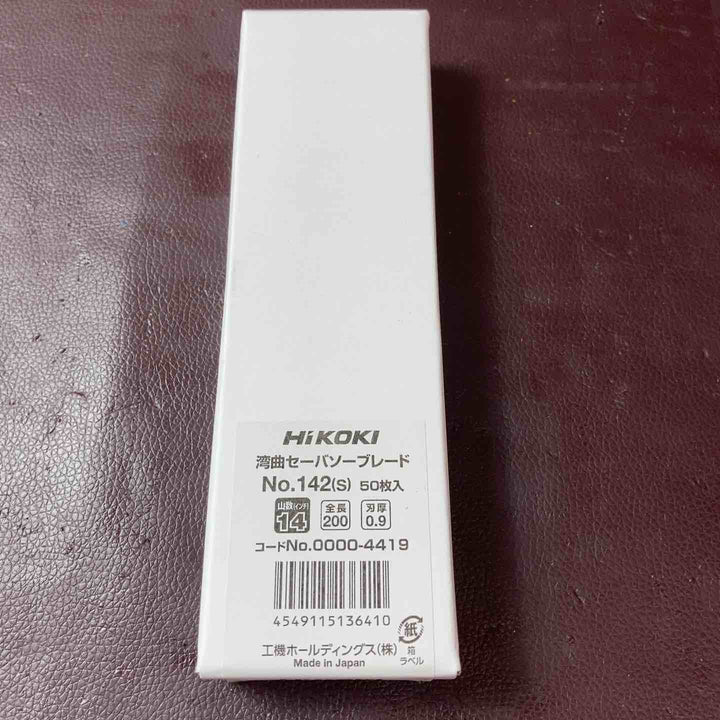 HiKOKI
湾曲セーバソーブレード
No.142(S) 50枚入
山数(インチ) 14 全長 200 刃厚 0.9
コードNo.0000-4419
4549115136410
紙
箱
ラベル
工機ホールディングス(株)
Made in Japan